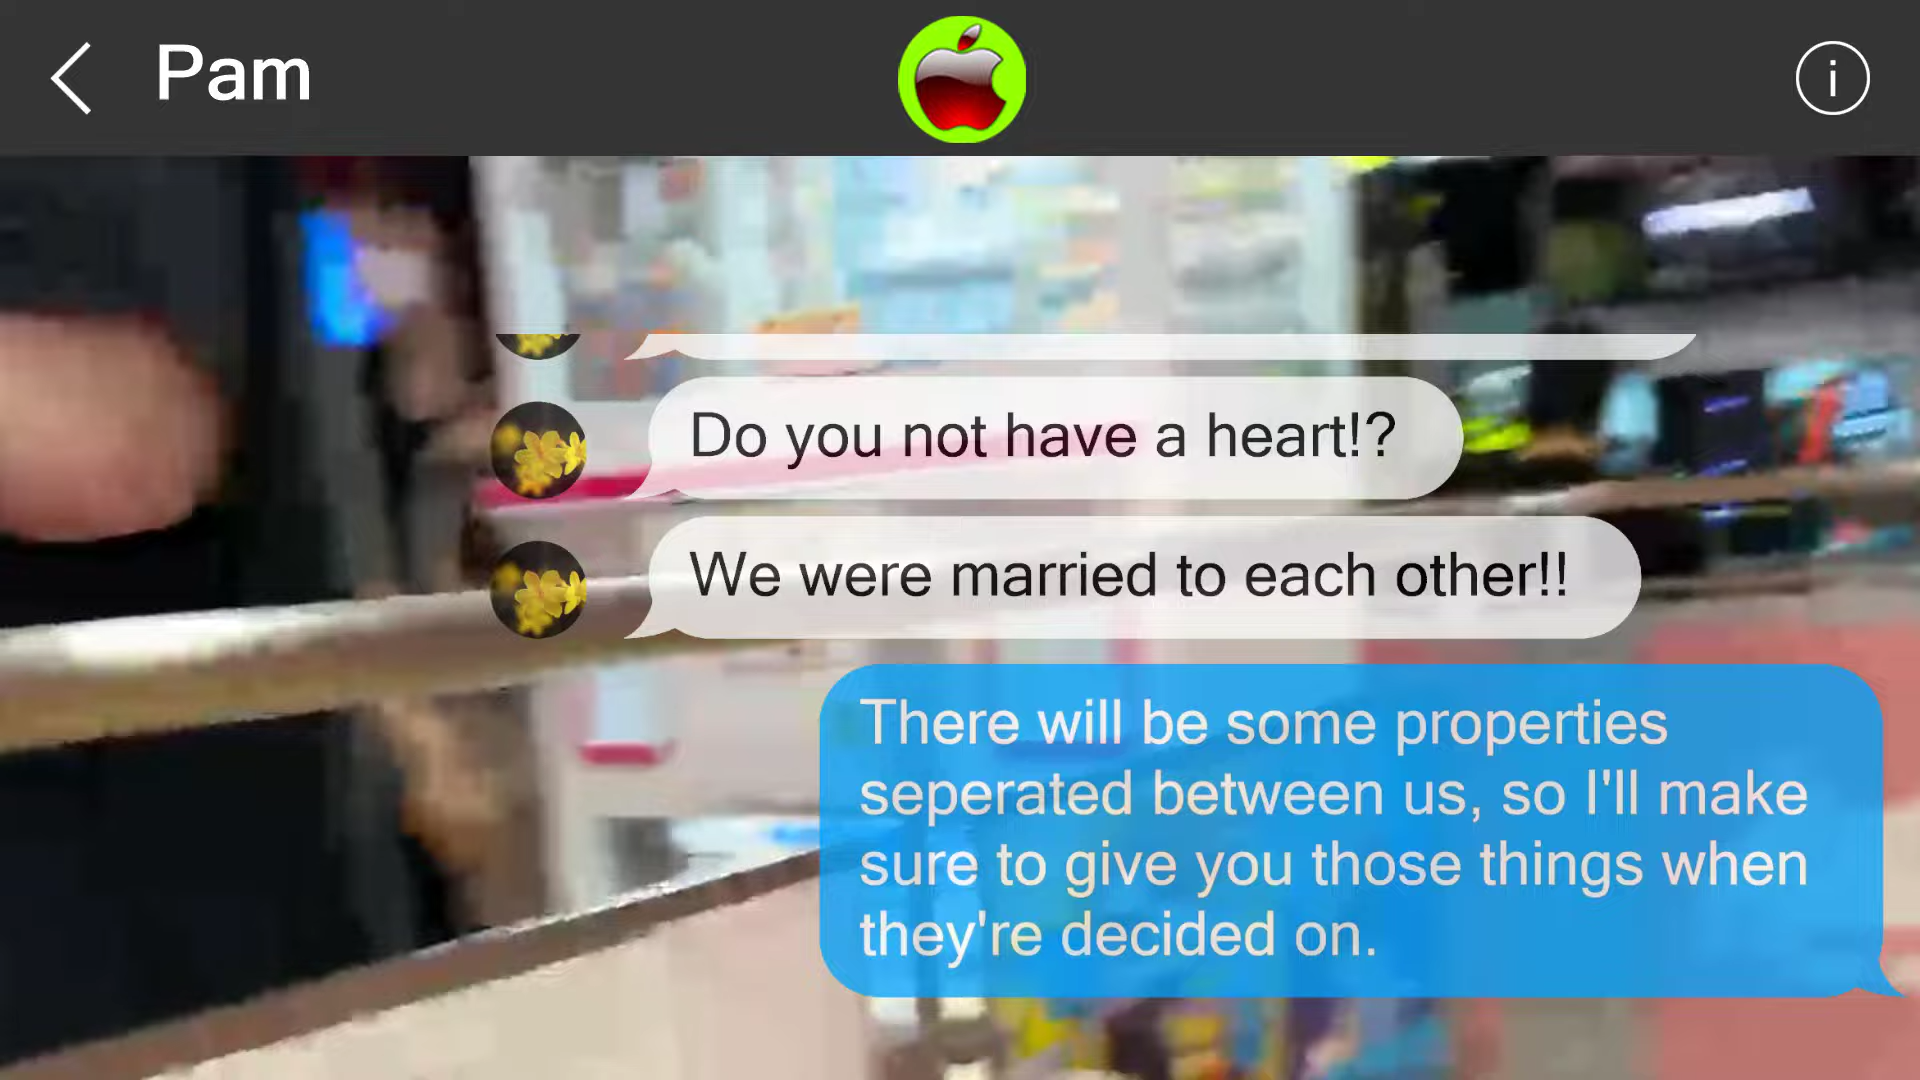 Pam
i
Do you not have a heart!?
We were married to each other!!
There will be some properties
seperated between us, so I'll make
sure to give you those things when
they're decided on.